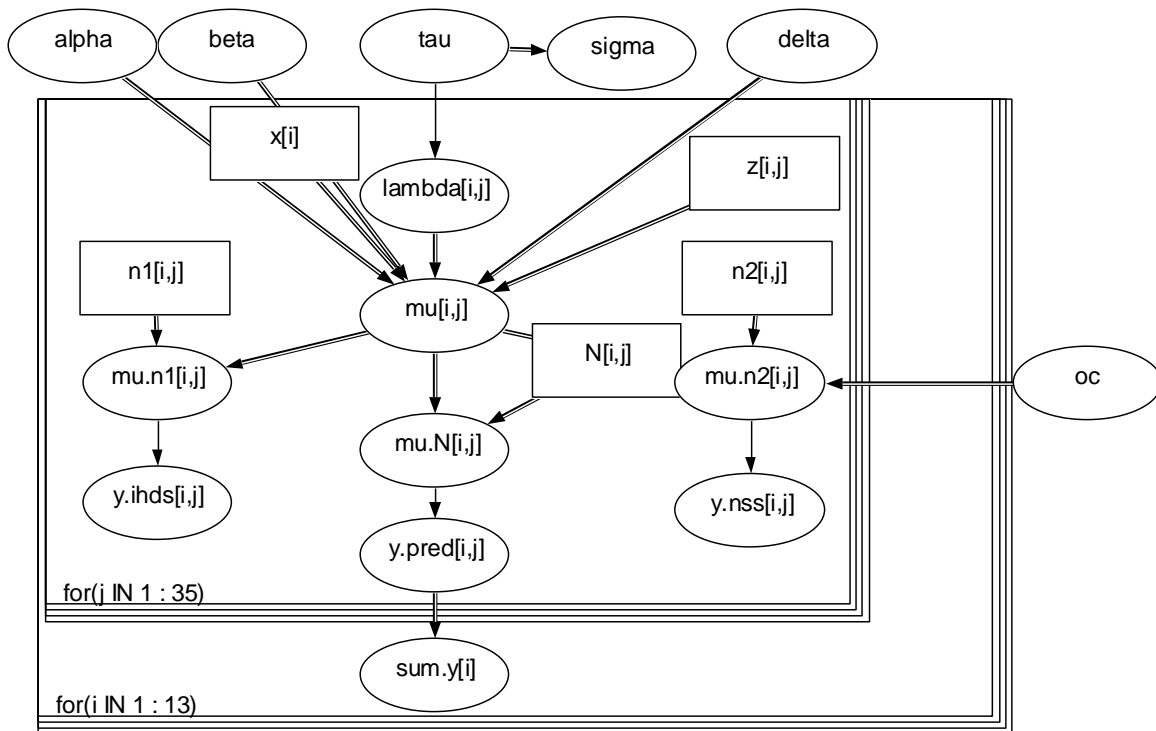 alpha
beta
tau
sigma
delta
x[i]
z[i,j]
lambda[i,j]
n1[i,j]
n2[i,j]
mu[i,j]
N[i,j]
mu.n1[i,j]
mu.n2[i,j]
oc
mu.N[i,j]
y.ihds[i,j]
y.nss[i,j]
y.pred[i,j]
for(j IN 1 : 35)
sum.y[i]
for(i IN 1 : 13)